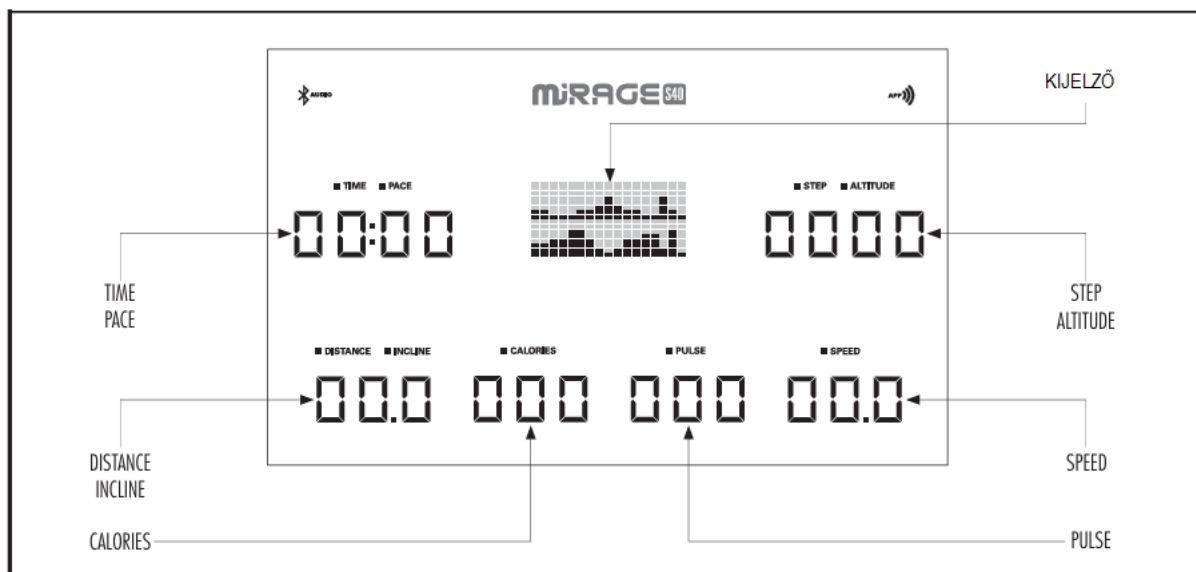 KIJELZŐ
AUDIO
MiRAGE S40
APP
TIME PACE
STEP ALTITUDE
00:00
0000
TIME
PACE
STEP
ALTITUDE
DISTANCE INCLINE
CALORIES
PULSE
SPEED
00.0
000
000
00.0
DISTANCE
INCLINE
SPEED
CALORIES
PULSE